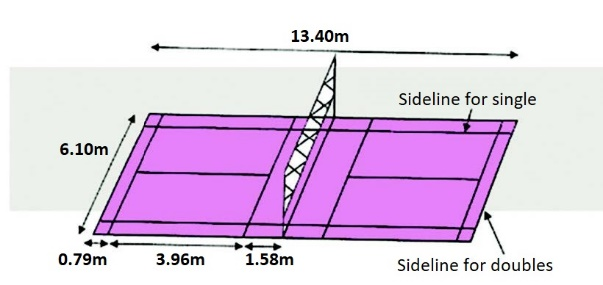 13.40m
Sideline for single
6.10m
0.79m
3.96m
1.58m
Sideline for doubles